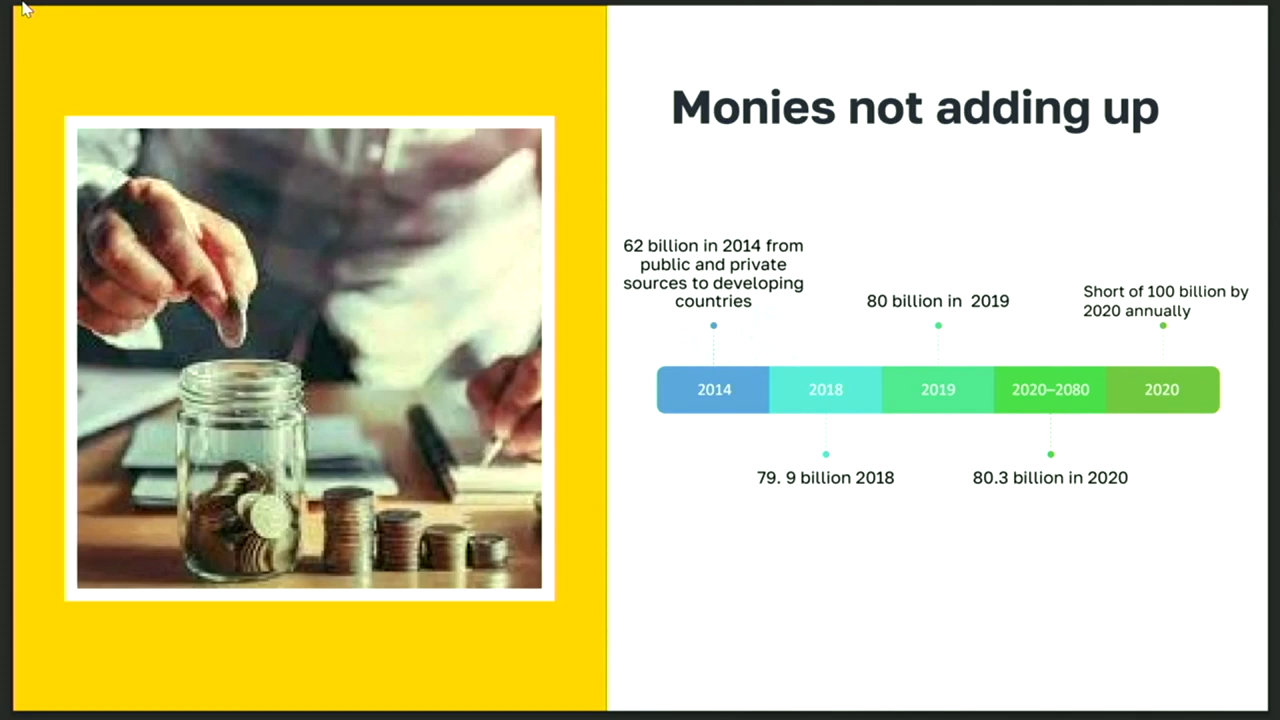 Monies not adding up
62 billion in 2014 from
public and private
sources to developing
countries
80 billion in  2019
Short of 100 billion by
2020 annually
2014
2018
2019
2020–2080
2020
79. 9 billion 2018
80.3 billion in 2020